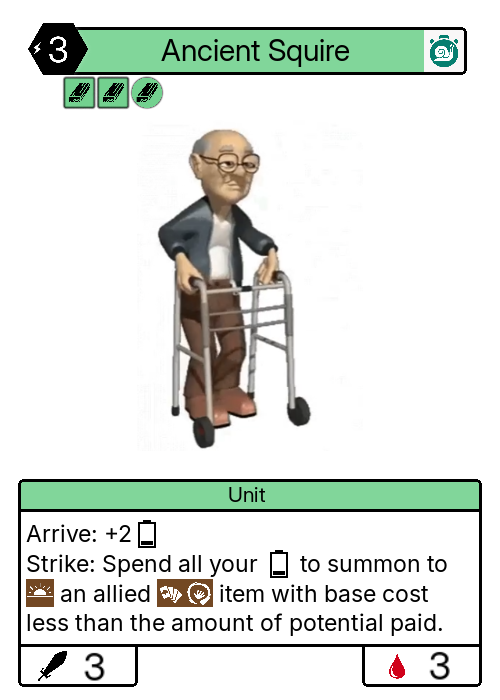 3
Ancient Squire
Unit
Arrive: +2
Strike: Spend all your to summon to
an allied item with base cost
less than the amount of potential paid.
3
3